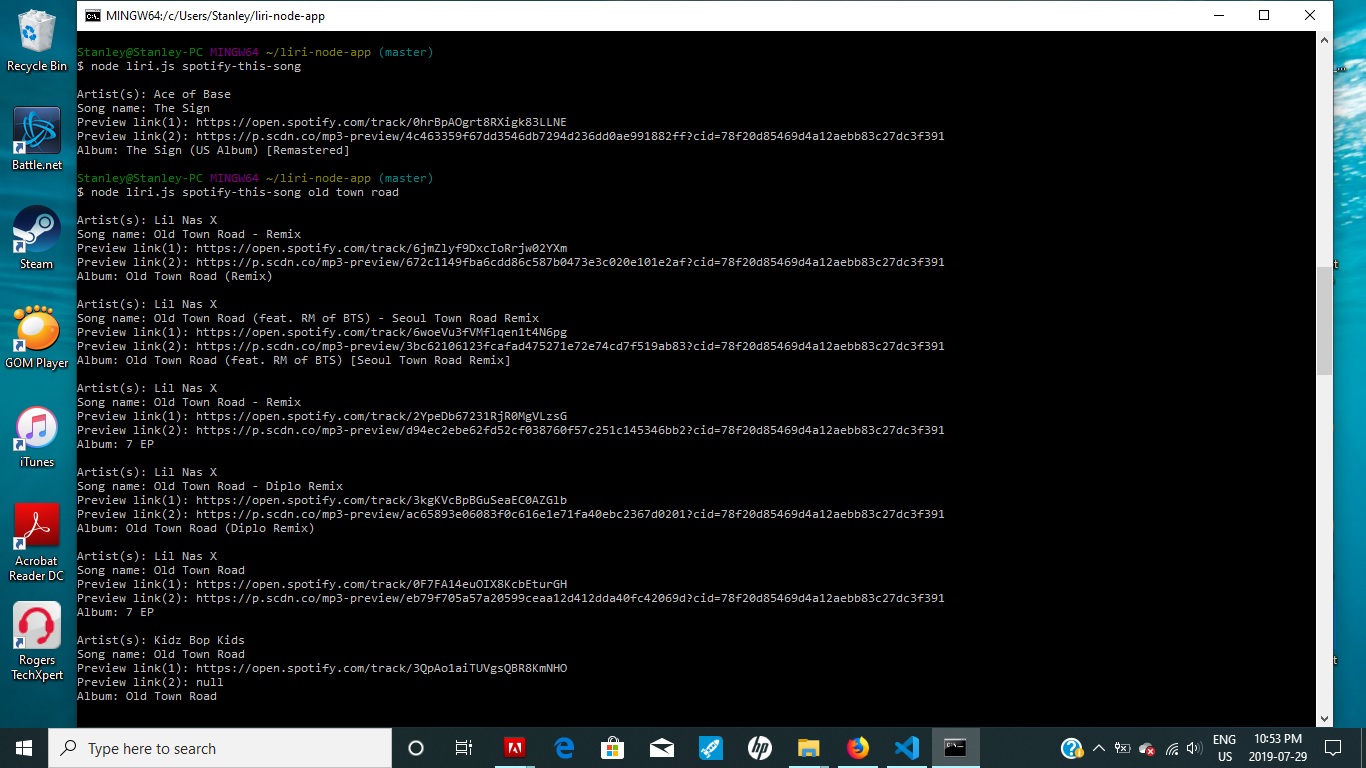 MINGW64:/c/Users/Stanley/liri-node-app
Recycle Bin
Battle.net
Steam
GOM Player
iTunes
Acrobat
Reader DC
Rogers
TechXpert
Stanley@Stanley-PC MINGW64 ~/liri-node-app (master)
$ node liri.js spotify-this-song
Artist(s): Ace of Base
Song name: The Sign
Preview link(1): https://open.spotify.com/track/0hrBpAOgrt8RXigk83LLNE
Preview link(2): https://p.scdn.co/mp3-preview/4c463359f67dd3546db7294d236dd0ae991882ff?cid=78f20d85469d4a12aebb83c27dc3f391
Album: The Sign (US Album) [Remastered]
Stanley@Stanley-PC MINGW64 ~/liri-node-app (master)
$ node liri.js spotify-this-song old town road
Artist(s): Lil Nas X
Song name: Old Town Road - Remix
Preview link(1): https://open.spotify.com/track/6jmZlyf9DxcIoRrjw02YXm
Preview link(2): https://p.scdn.co/mp3-preview/672c1149fba6cdd86c587b0473e3c020e101e2af?cid=78f20d85469d4a12aebb83c27dc3f391
Album: Old Town Road (Remix)
Artist(s): Lil Nas X
Song name: Old Town Road (feat. RM of BTS) - Seoul Town Road Remix
Preview link(1): https://open.spotify.com/track/6woeVu3fVMflqen1t4N6pg
Preview link(2): https://p.scdn.co/mp3-preview/3bc62106123fcafad475271e72e74cd7f519ab83?cid=78f20d85469d4a12aebb83c27dc3f391
Album: Old Town Road (feat. RM of BTS) [Seoul Town Road Remix]
Artist(s): Lil Nas X
Song name: Old Town Road - Remix
Preview link(1): https://open.spotify.com/track/2YpeDb67231RjR0MgVLzsG
Preview link(2): https://p.scdn.co/mp3-preview/d94ec2ebe62fd52cf038760f57c251c145346bb2?cid=78f20d85469d4a12aebb83c27dc3f391
Album: 7 EP
Artist(s): Lil Nas X
Song name: Old Town Road - Diplo Remix
Preview link(1): https://open.spotify.com/track/3kgKVcBpBGuSeaEC0AZGlb
Preview link(2): https://p.scdn.co/mp3-preview/ac65893e06083f0c616e1e71fa40ebc2367d0201?cid=78f20d85469d4a12aebb83c27dc3f391
Album: Old Town Road (Diplo Remix)
Artist(s): Lil Nas X
Song name: Old Town Road
Preview link(1): https://open.spotify.com/track/0F7FA14euOIX8KcbEturGH
Preview link(2): https://p.scdn.co/mp3-preview/eb79f705a57a20599ceaa12d412dda40fc42069d?cid=78f20d85469d4a12aebb83c27dc3f391
Album: 7 EP
Artist(s): Kidz Bop Kids
Song name: Old Town Road
Preview link(1): https://open.spotify.com/track/3QpAo1aiTUVgsQBR8KmNHO
Preview link(2): null
Album: Old Town Road
Type here to search
ENG
US
10:53 PM
2019-07-29